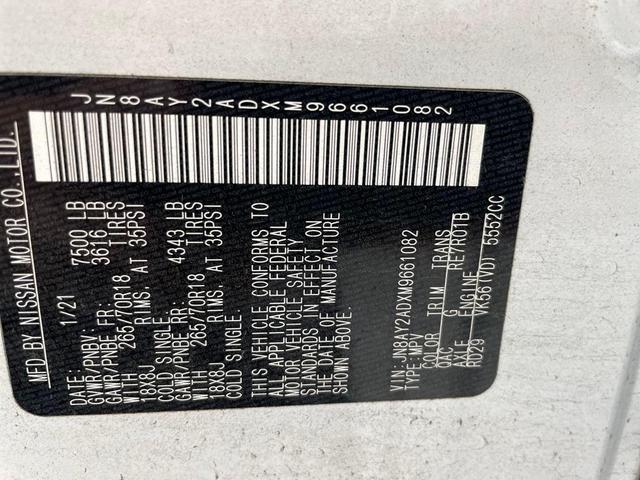 MFD BY NISSAN MOTOR CO., LTD.
JN8AY2ADXM9661082
DATE: 1/21
GVWR/PNBV: 7500 LB
GAWR/PNBE FR: 3616 LB
WITH 265/70R18 TIRES
18X8J RIMS, AT 35PSI
COLD SINGLE
GAWR/PNBE RR: 4343 LB
WITH 265/70R18 TIRES
18X8J RIMS, AT 35PSI
COLD SINGLE
THIS VEHICLE CONFORMS TO
ALL APPLICABLE FEDERAL
MOTOR VEHICLE SAFETY
STANDARDS IN EFFECT ON
THE DATE OF MANUFACTURE
SHOWN ABOVE.
VIN: JN8AY2ADXM9661082
TYPE: MPV
COLOR TRIM TRANS
QAC G RE7R01B
AXLE ENGINE
RD29 VK56(VD) 5552CC